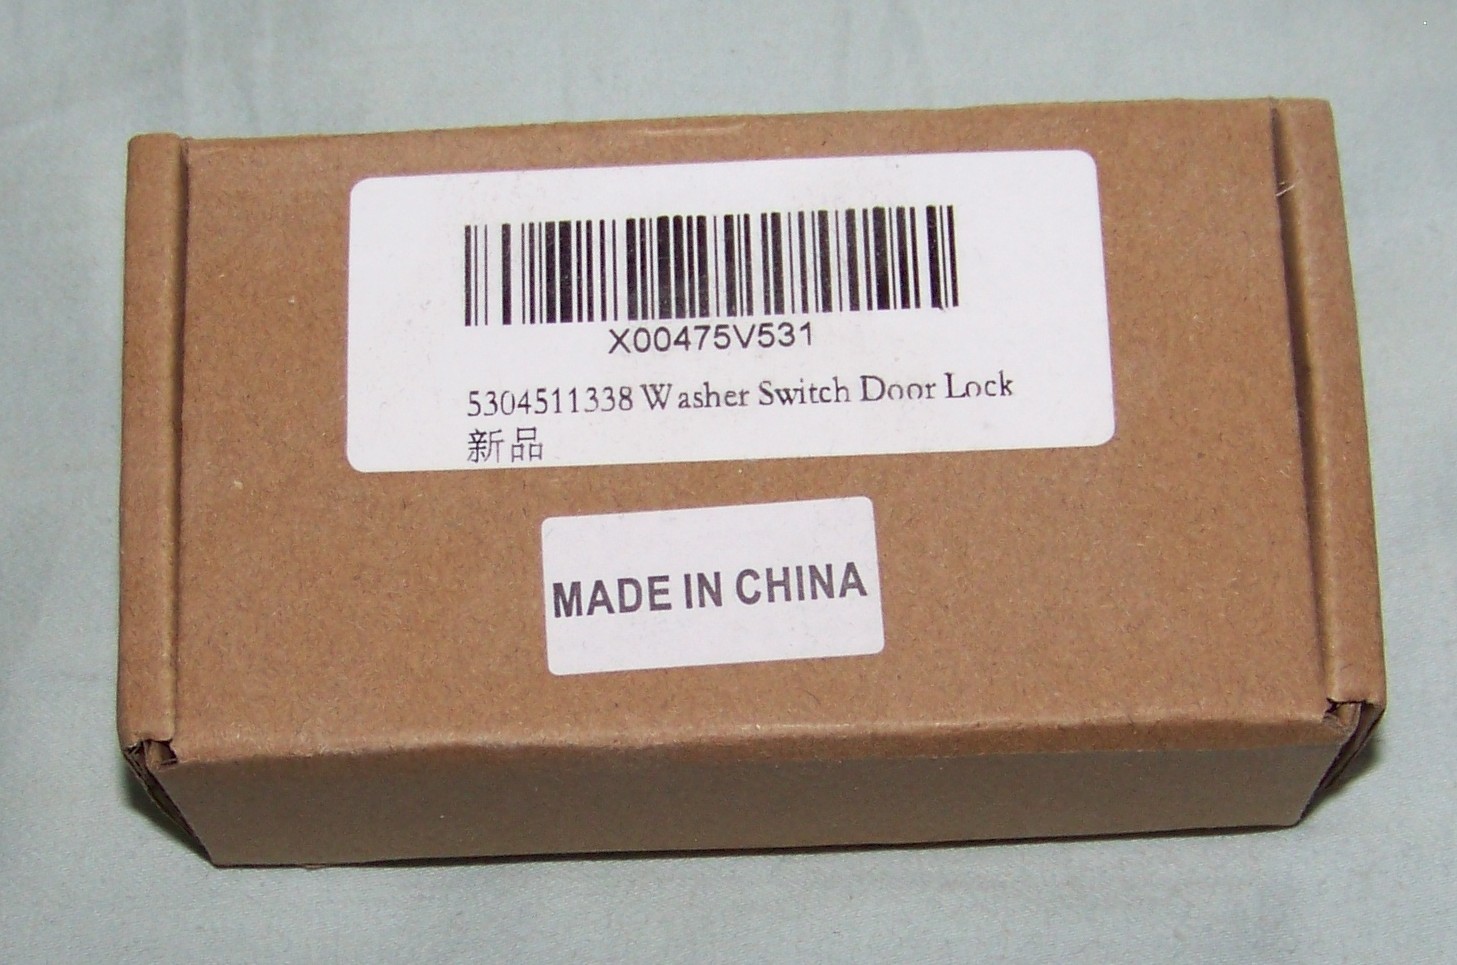 X00475V531
5304511338 Washer Switch Door Lock
新品
MADE IN CHINA